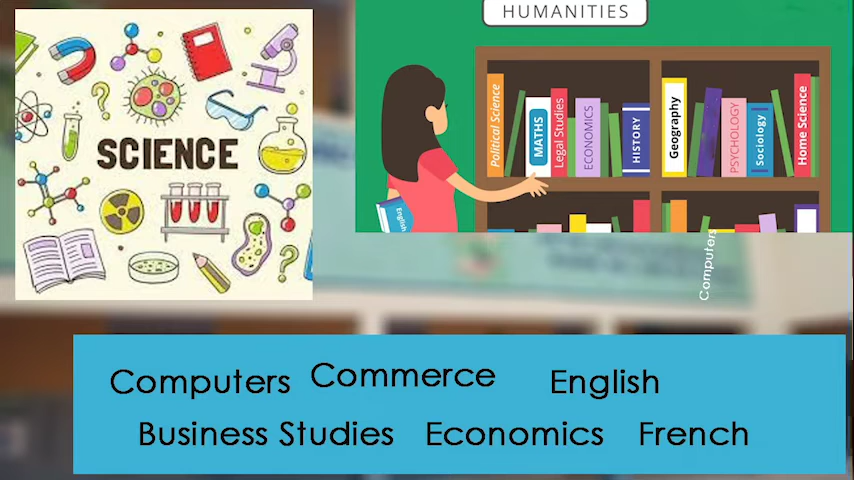 HUMANITIES
SCIENCE
Political Science
MATHS
Legal Studies
ECONOMICS
HISTORY
Geography
PSYCHOLOGY
Sociology
Home Science
English
Computers
Computers Commerce English
Business Studies Economics French